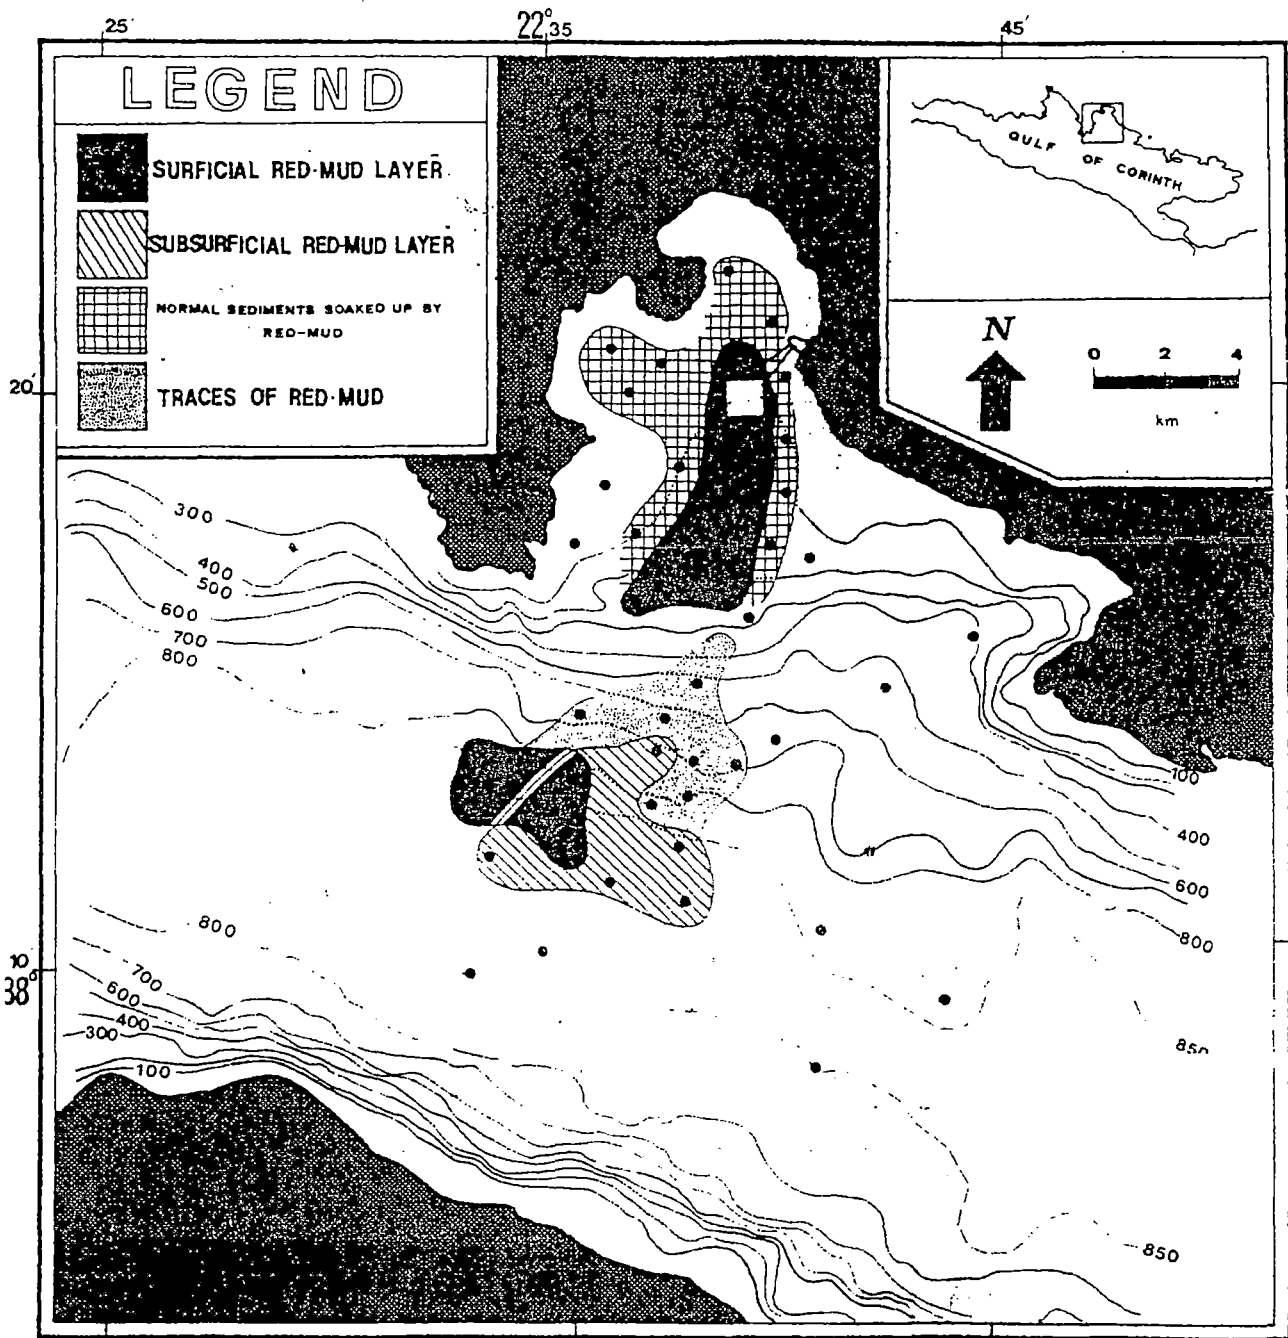 25'
22°35
45'
LEGEND
SURFICIAL RED-MUD LAYER
SUBSURFICIAL RED-MUD LAYER
NORMAL SEDIMENTS SOAKED UP BY
RED-MUD
TRACES OF RED-MUD
GULF OF CORINTH
N
0 2 4
km
20'
300
400
500
600
700
800
100
400
600
800
10'
38°
800
700
600
400
300
100
850
850